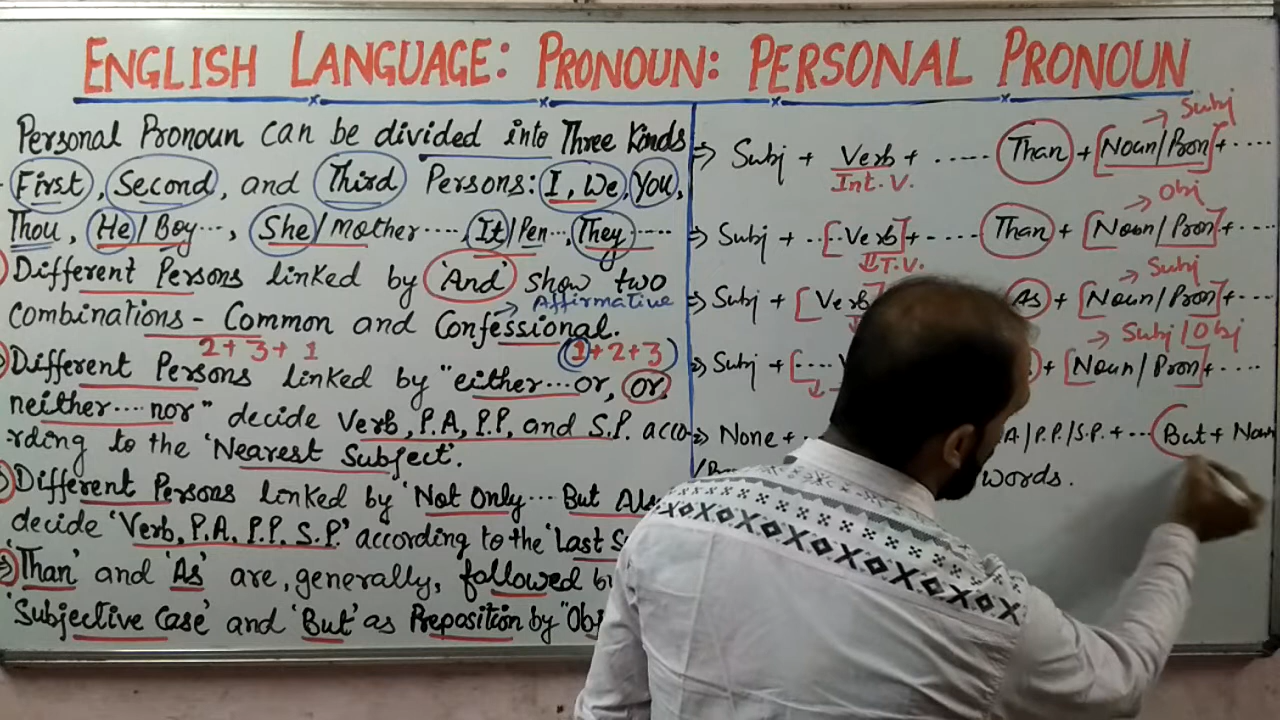 ENGLISH LANGUAGE: PRONOUN: PERSONAL PRONOUN
Personal Pronoun can be divided into Three Kinds
First, Second, and Third Persons: I, We, You,
Thou, He/Boy..., She/mother...., It/Pen..., They....
Different Persons linked by 'And' show two
Affirmative
combinations - Common and Confessional.
2+3+1
1+2+3
Different Persons linked by "either...or, or
neither....nor" decide Verb, P.A, P.P, and S.P. acco-
rding to the 'Nearest Subject'.
Different Persons linked by 'Not Only... But
decide 'Verb, P.A, P.P, S.P.' according to the 'Last
'Than' and 'As' are, generally, followed
'Subjective Case' and 'But' as Preposition by
Subj
⇒ Subj + Verb + ..... Than + [Noun/Pron] + ....
Int. V.
Obj
⇒ Subj + ...[Verb] + ..... Than + [Noun/Pron] + ....
T.V.
Subj
⇒ Subj + [Verb As + [Noun/Pron] + ....
Subj/Obj
⇒ Subj + [.... + [Noun/Pron] + ....
⇒ None + /P.P./S.P. + ... But + Noun
words.